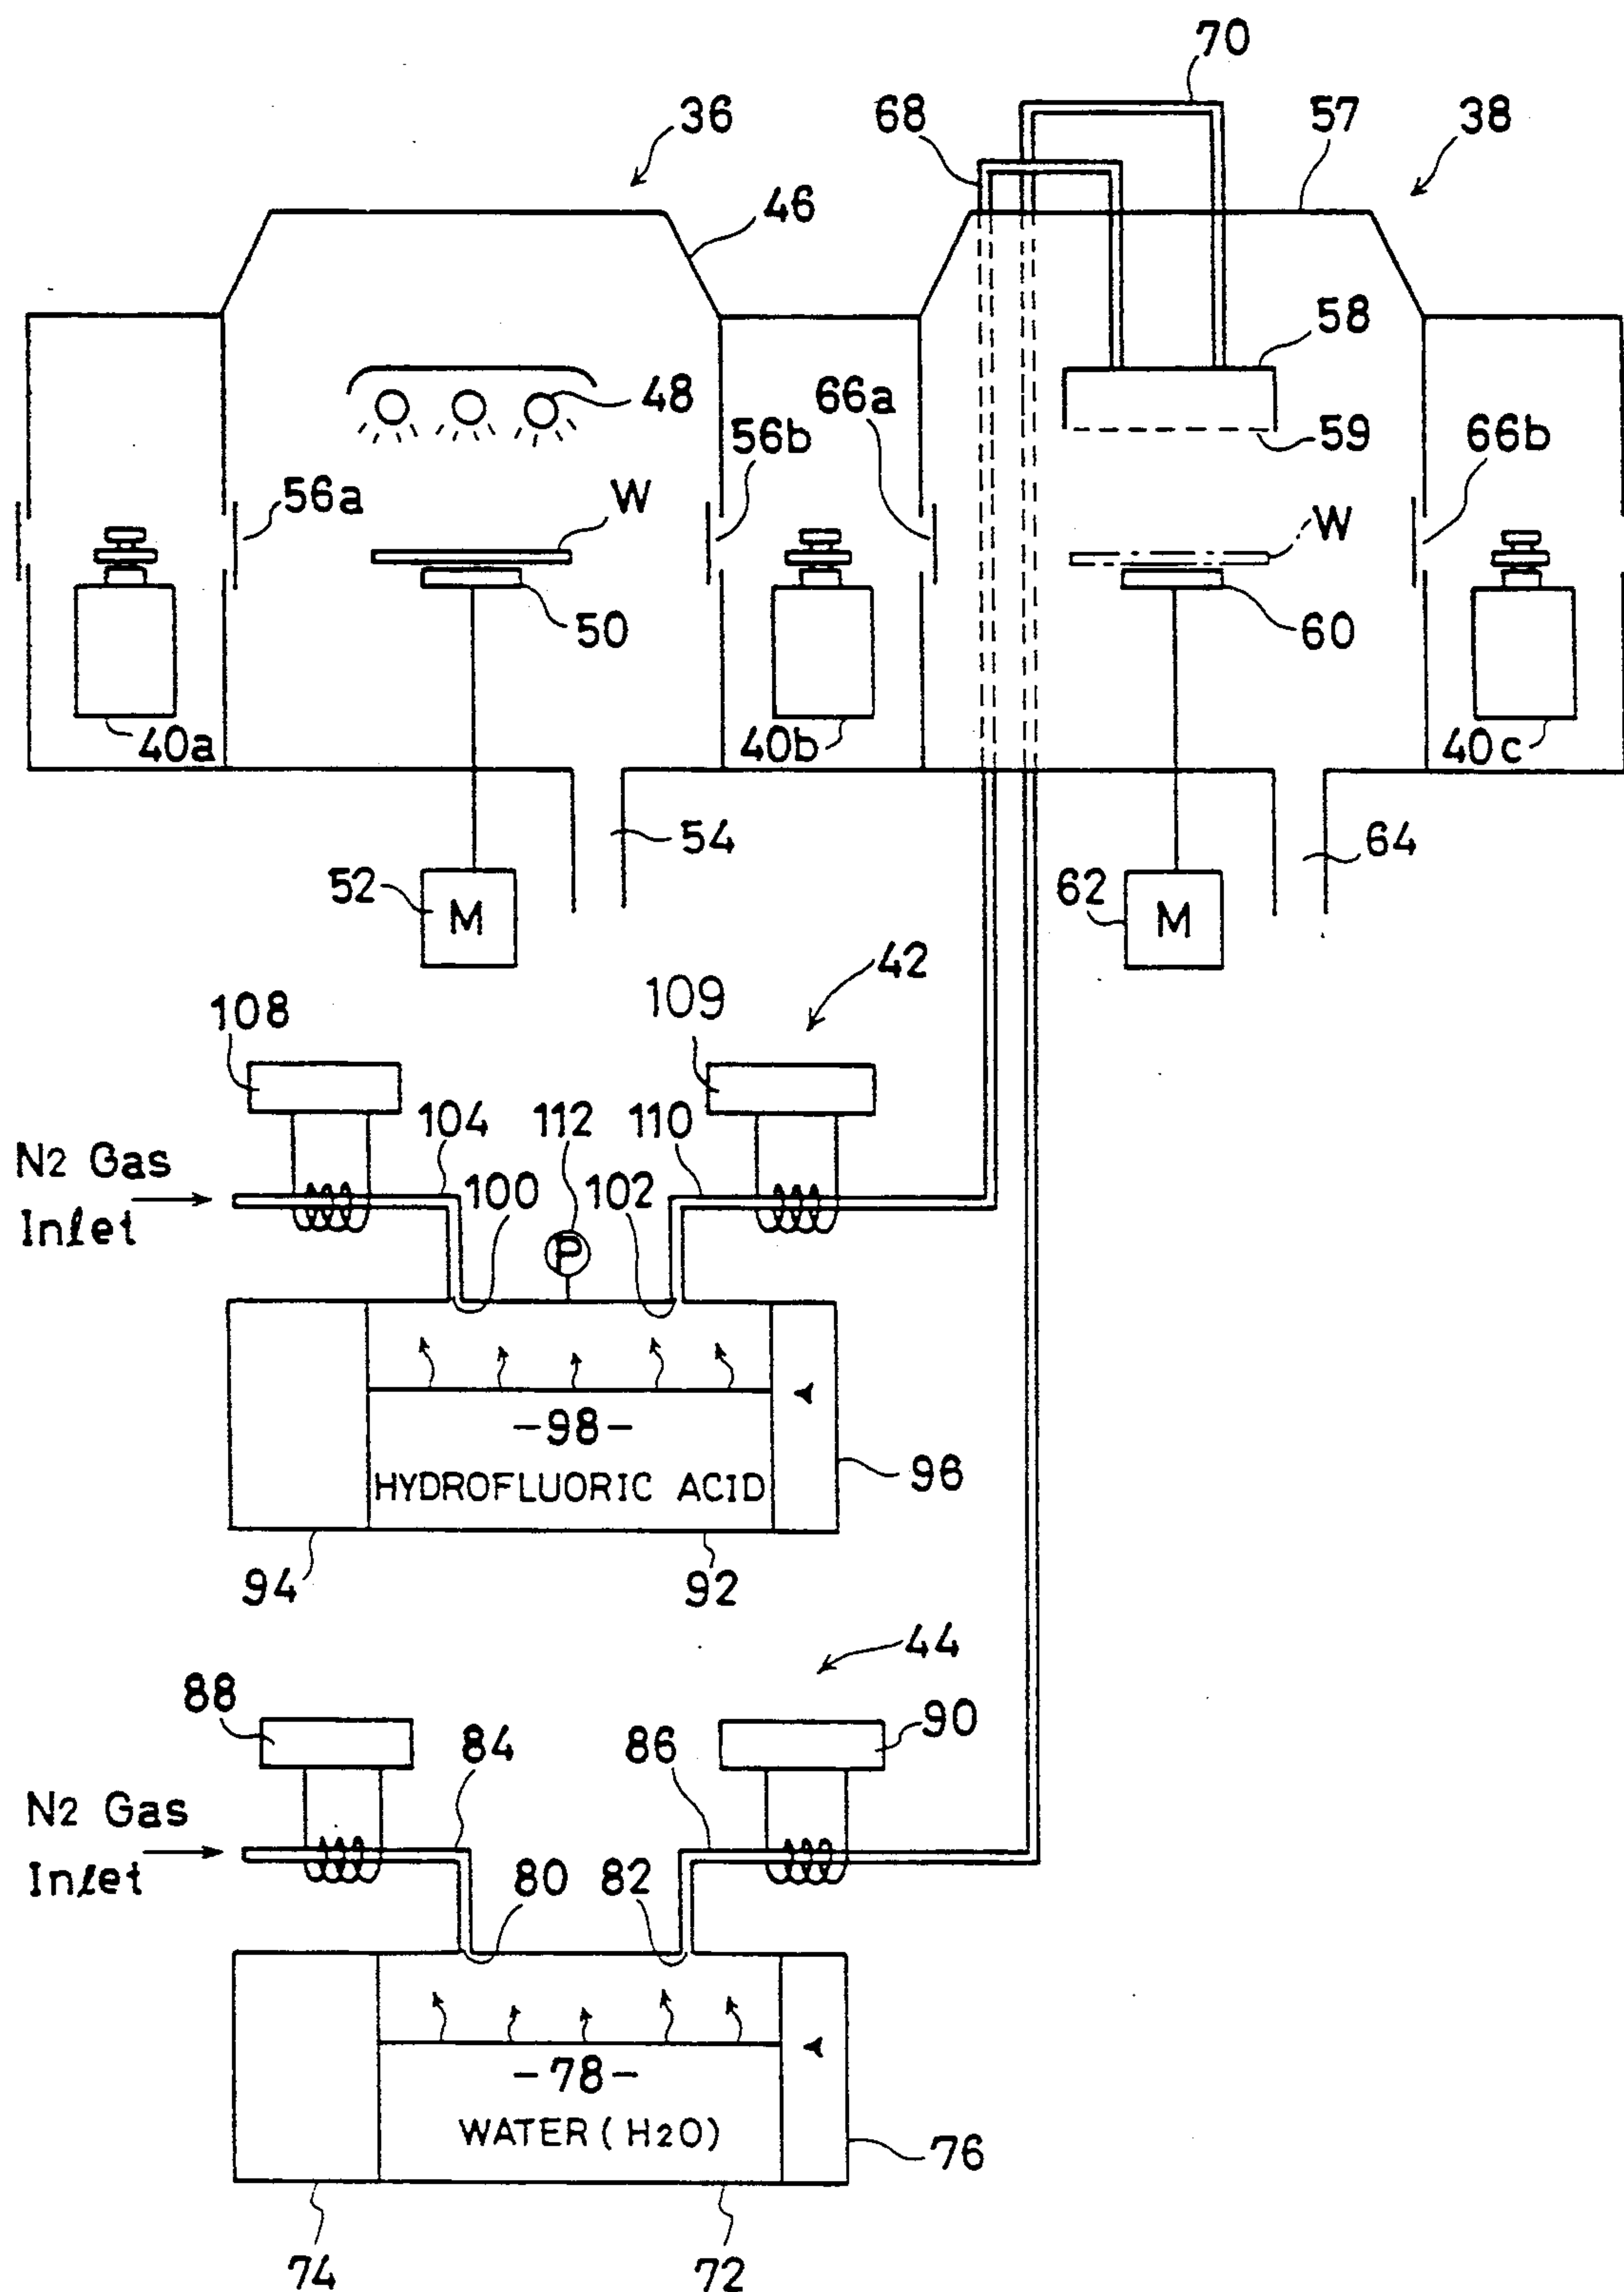 70
36
68
57
38
46
58
48
66a
56b
59
66b
56a
W
W
50
60
40a
40b
40c
54
64
52
M
62
M
42
108
109
104
112
110
N2 Gas
Inlet
100
102
P
-98-
HYDROFLUORIC ACID
96
94
92
44
88
90
84
86
N2 Gas
Inlet
80
82
-78-
WATER (H2O)
76
74
72